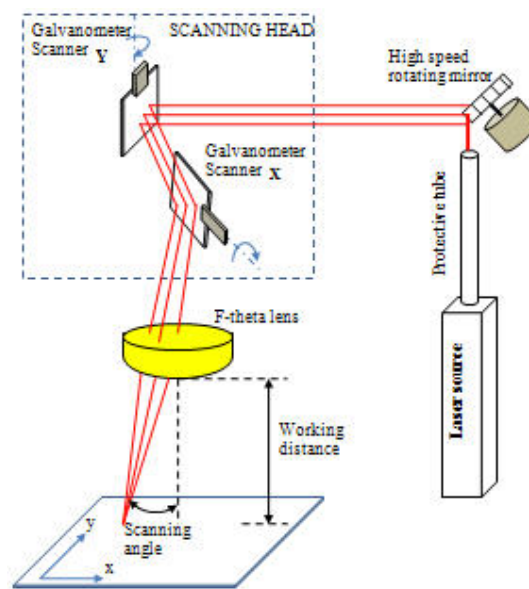 Galvanometer
Scanner Y
SCANNING HEAD
High speed
rotating mirror
Galvanometer
Scanner X
Protective tube
F-theta lens
Laser source
Working
distance
Scanning
angle
y
x